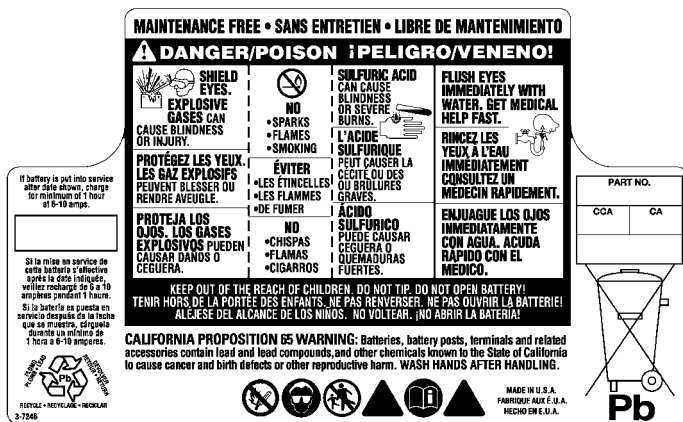 MAINTENANCE FREE • SANS ENTRETIEN • LIBRE DE MANTENIMIENTO
DANGER/POISON ¡PELIGRO/VENENO!
SHIELD
EYES.
EXPLOSIVE
GASES CAN
CAUSE BLINDNESS
OR INJURY.
PROTÉGEZ LES YEUX.
LES GAZ EXPLOSIFS
PEUVENT BLESSER OU
RENDRE AVEUGLE.
PROTEJA LOS
OJOS. LOS GASES
EXPLOSIVOS PUEDEN
CAUSAR DAÑOS O
CEGUERA.
NO
•SPARKS
•FLAMES
•SMOKING
ÉVITER
•LES ÉTINCELLES
•LES FLAMMES
•DE FUMER
NO
•CHISPAS
•FLAMAS
•CIGARROS
SULFURIC ACID
CAN CAUSE
BLINDNESS
OR SEVERE
BURNS.
L'ACIDE
SULFURIQUE
PEUT CAUSER LA
CÉCITÉ OU DES
OU BRÛLURES
GRAVES.
ÁCIDO
SULFURICO
PUEDE CAUSAR
CEGUERA O
QUEMADURAS
FUERTES.
FLUSH EYES
IMMEDIATELY WITH
WATER. GET MEDICAL
HELP FAST.
RINCEZ LES
YEUX À L'EAU
IMMÉDIATEMENT
CONSULTEZ UN
MEDECIN RAPIDEMENT.
ENJUAGUE LOS OJOS
INMEDIATAMENTE
CON AGUA. ACUDA
RÁPIDO CON EL
MEDICO.
KEEP OUT OF THE REACH OF CHILDREN. DO NOT TIP. DO NOT OPEN BATTERY!
TENIR HORS DE LA PORTÉE DES ENFANTS. NE PAS RENVERSER. NE PAS OUVRIR LA BATTERIE!
ALÉJESE DEL ALCANCE DE LOS NIÑOS. NO VOLTEAR. ¡NO ABRIR LA BATERIA!
If battery is put into service
after date shown, charge
for minimum of 1 hour
at 6-10 amps.
Si la mise en service de
cette batterie s'effective
après la date indiquée,
veillez rechargé de 6 a 10
ampères pendant 1 heure.
Si la batería es puesta en
servicio después de la fecha
que se muestra, cárguela
durante un mínimo de
1 hora a 6-10 amperes.
Pb
RECYCLE • RECYCLAGE • RECICLAR
3-7246
CALIFORNIA PROPOSITION 65 WARNING: Batteries, battery posts, terminals and related
accessories contain lead and lead compounds, and other chemicals known to the State of California
to cause cancer and birth defects or other reproductive harm. WASH HANDS AFTER HANDLING.
MADE IN U.S.A.
FABRIQUE AUX É.U.A.
HECHO EN E.U.A.
PART NO.
CCA CA
Pb